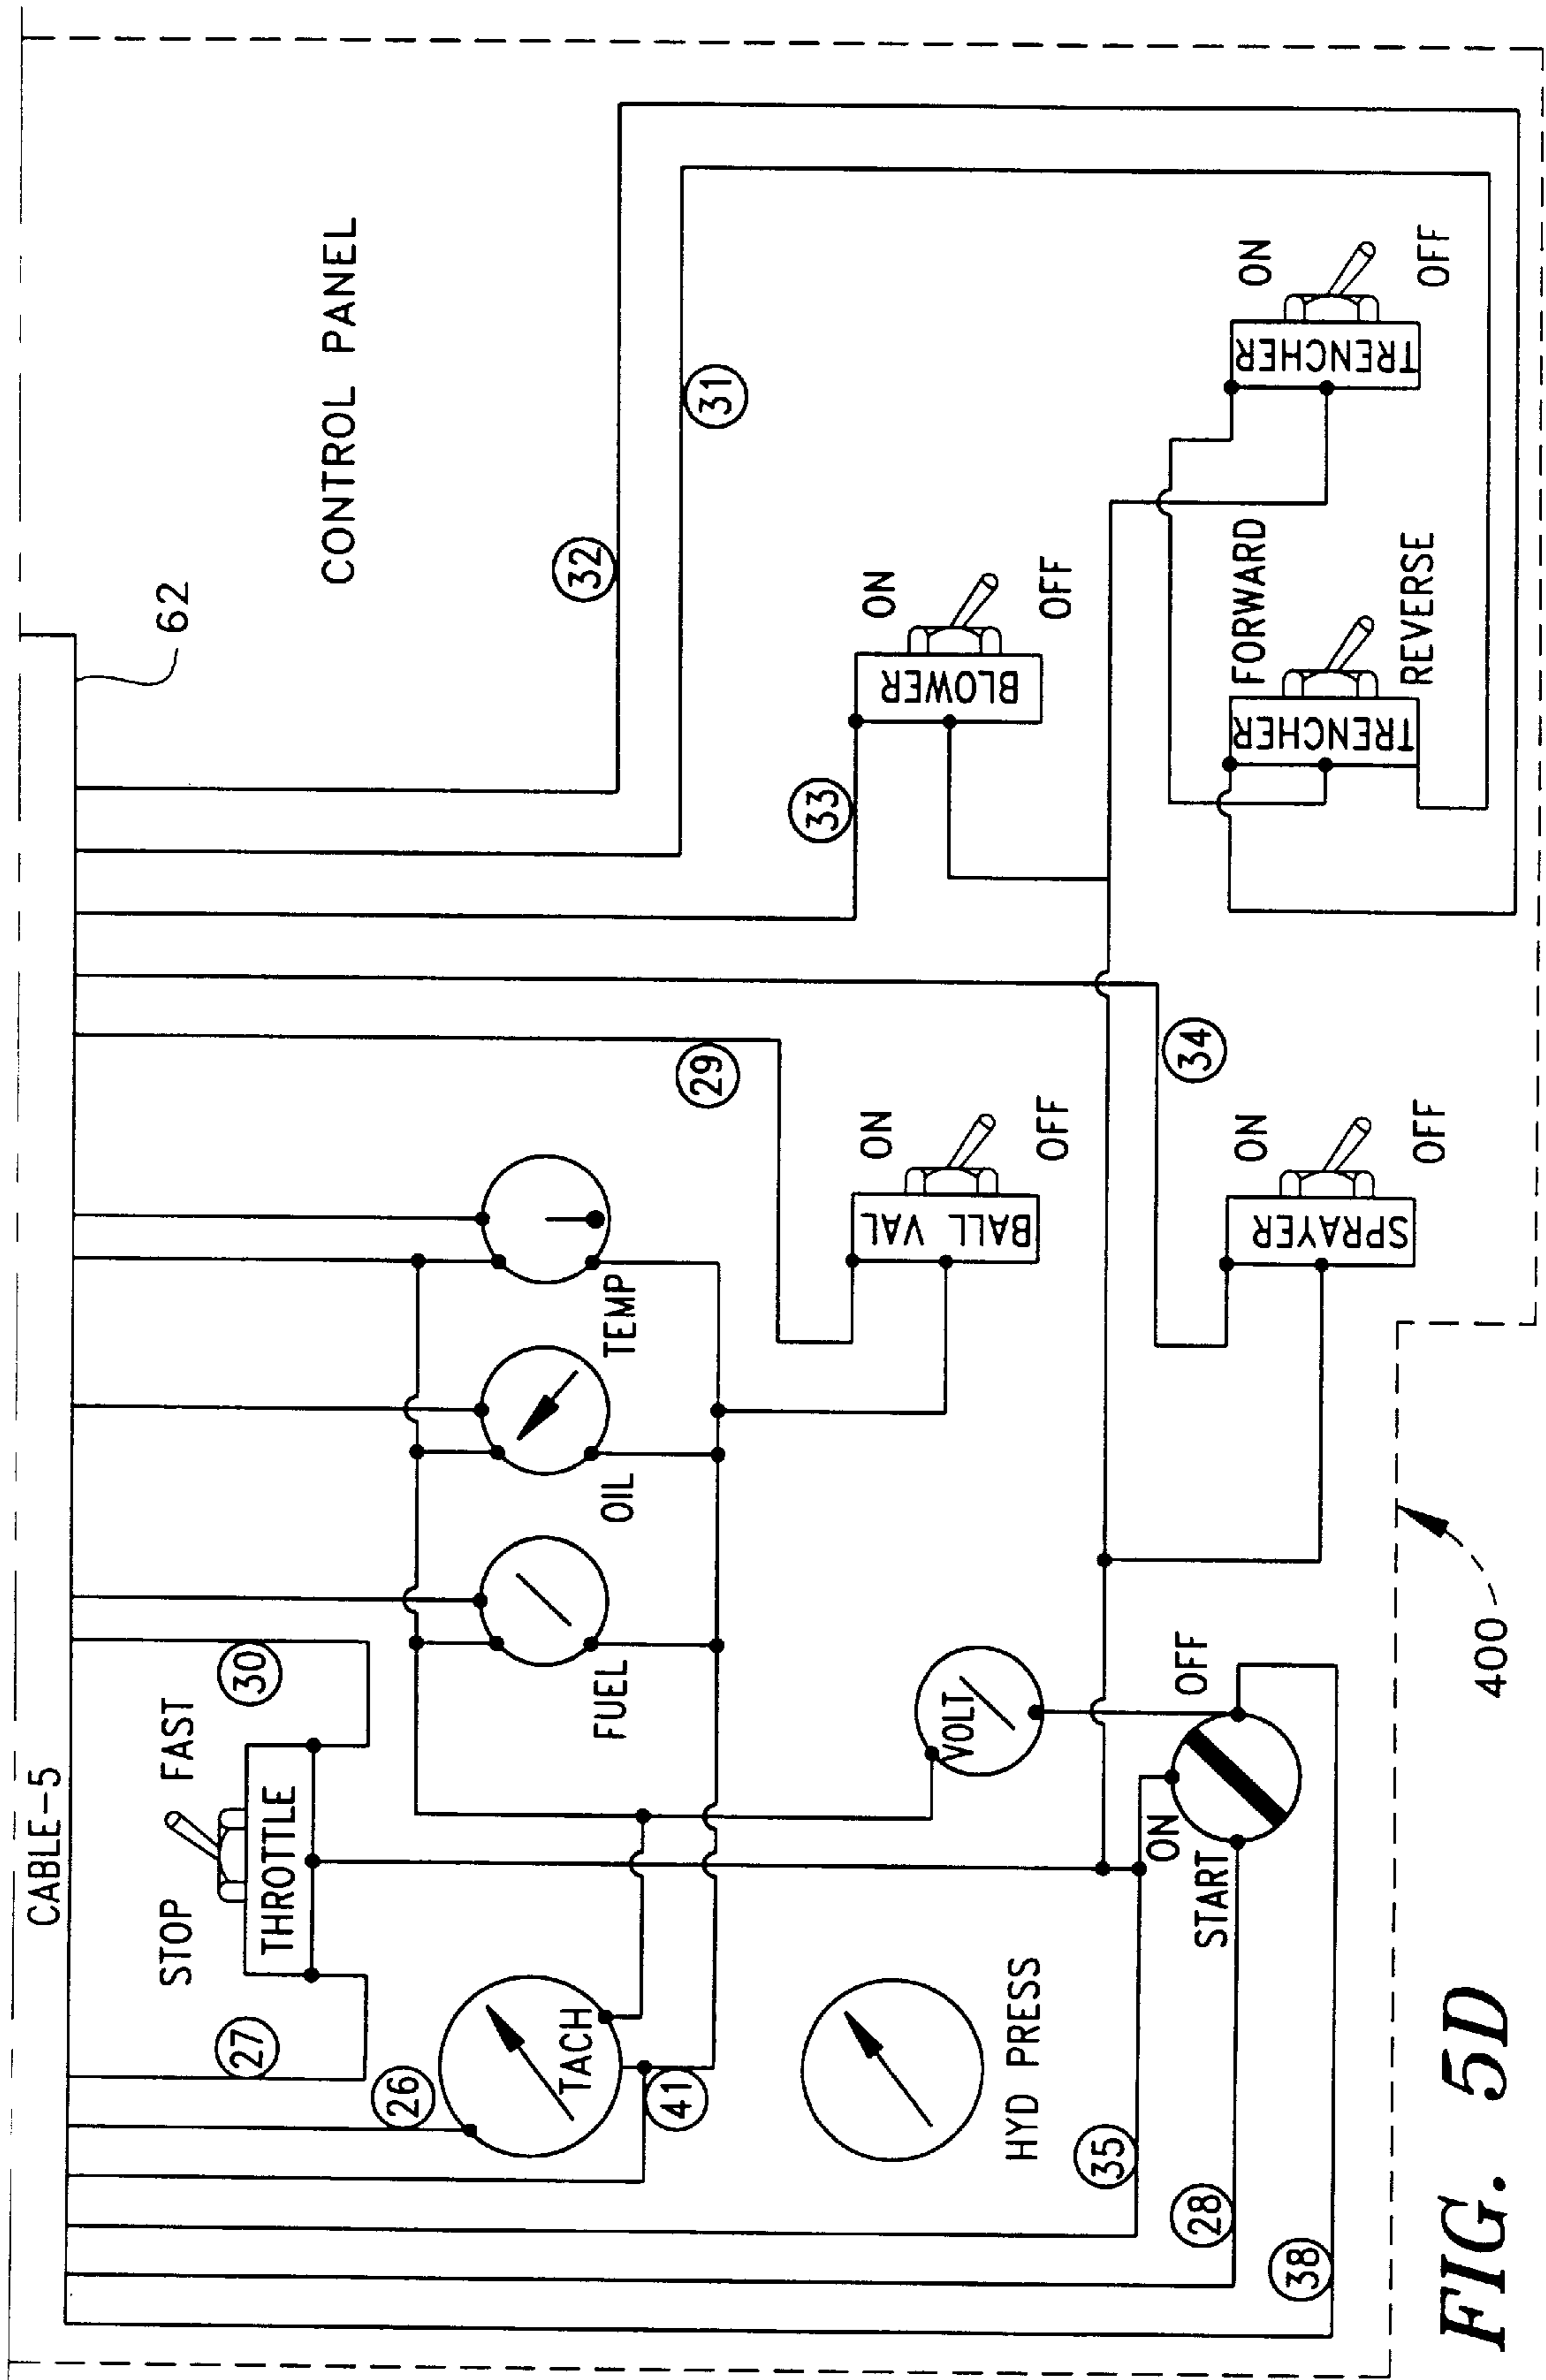 CABLE-5
62
CONTROL PANEL
STOP
FAST
THROTTLE
27
30
26
TACH
41
FUEL
OIL
TEMP
29
33
32
31
HYD PRESS
VOLT
BALL VAL
ON
OFF
BLOWER
ON
OFF
35
28
38
ON
START
OFF
34
SPRAYER
ON
OFF
TRENCHER
FORWARD
REVERSE
TRENCHER
ON
OFF
400
FIG. 5D